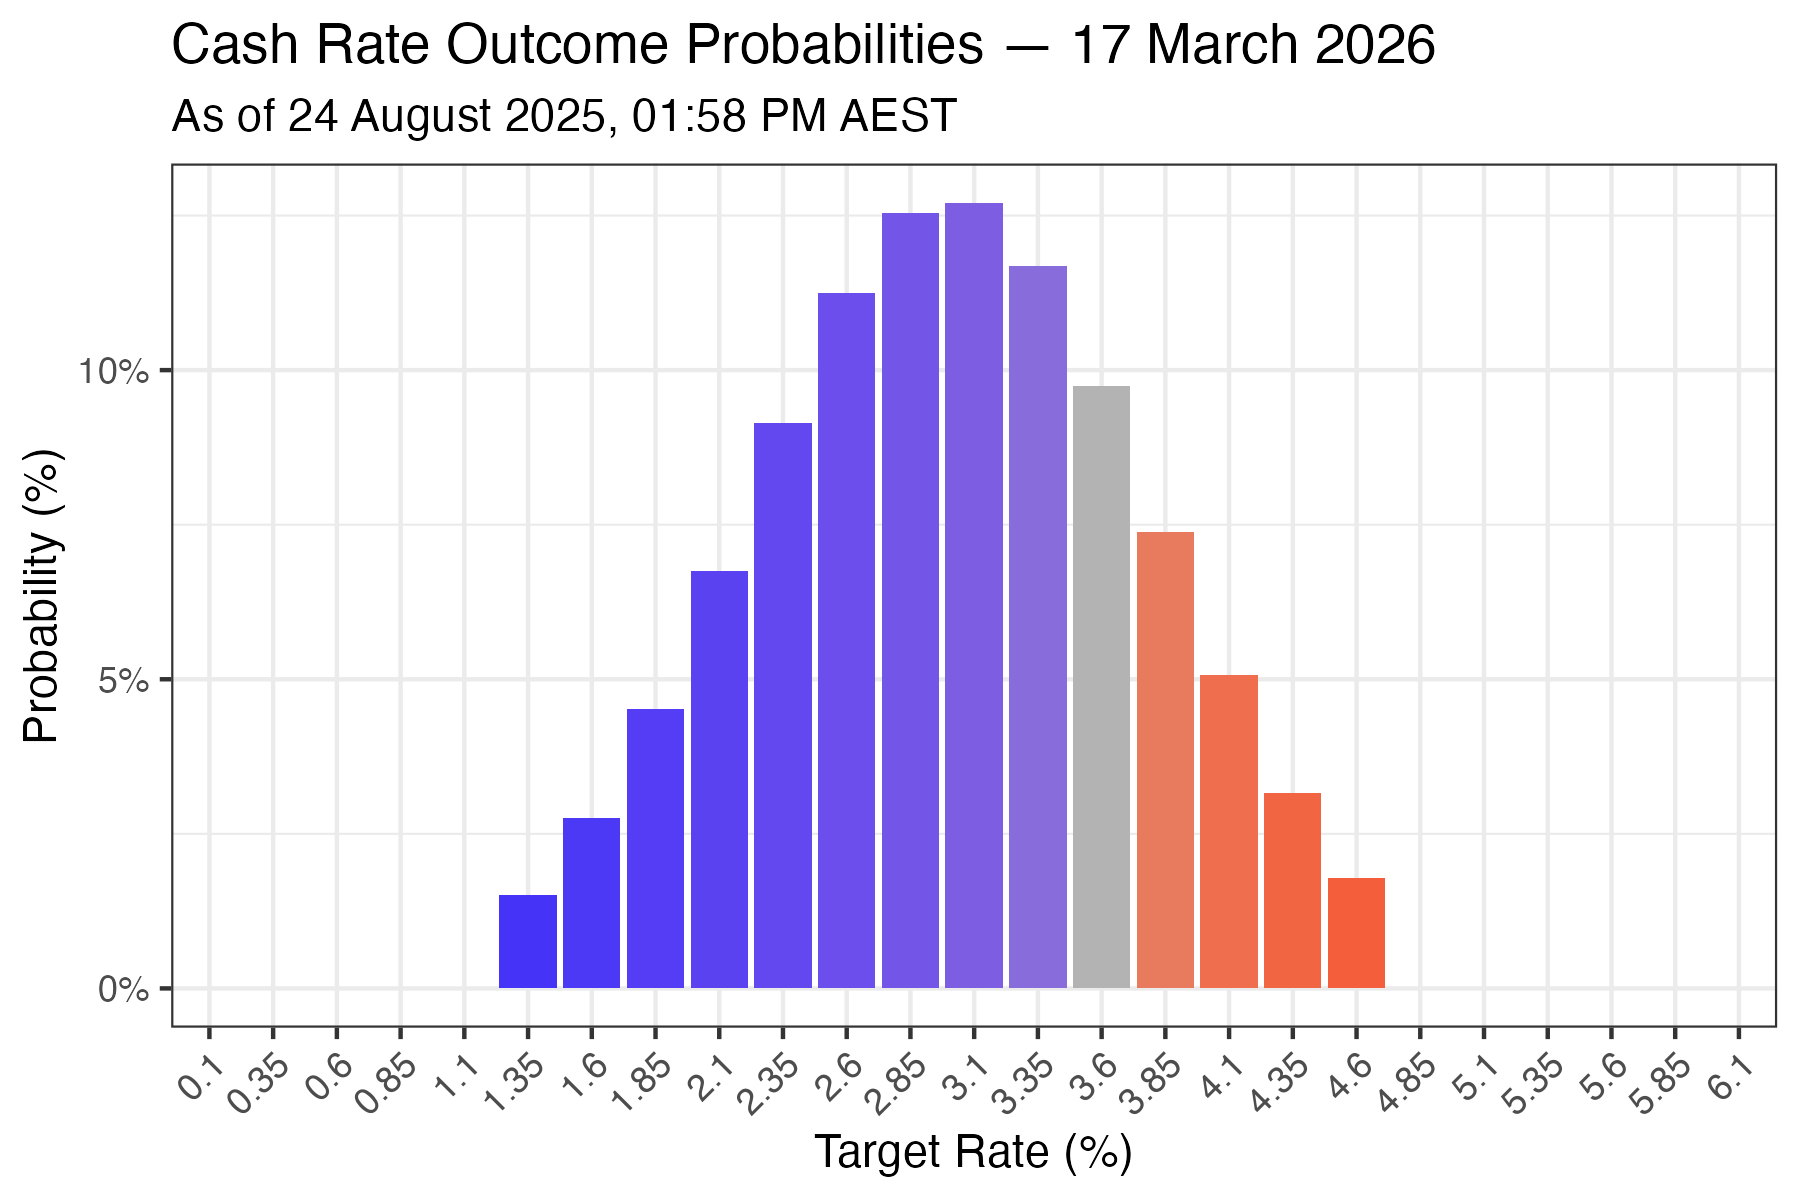 Cash Rate Outcome Probabilities — 17 March 2026
As of 24 August 2025, 01:58 PM AEST
Probability (%)
10%
5%
0%
0.1 0.35 0.6 0.85 1.1 1.35 1.6 1.85 2.1 2.35 2.6 2.85 3.1 3.35 3.6 3.85 4.1 4.35 4.6 4.85 5.1 5.35 5.6 5.85 6.1
Target Rate (%)